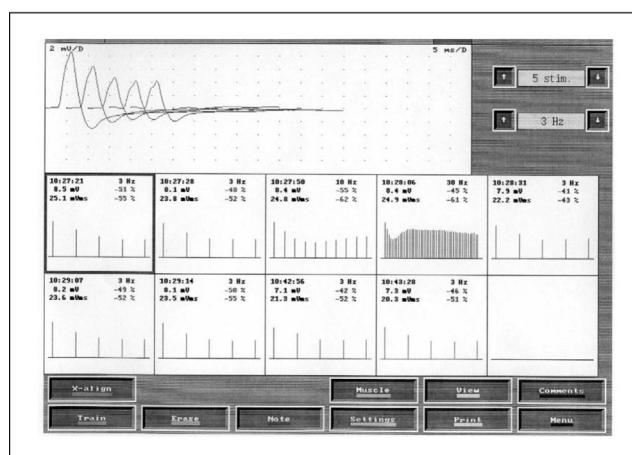 2 mV/D 5 ms/D
5 stim.
3 Hz
10:27:21 3 Hz
8.5 mV -51 %
25.1 mVms -55 %
10:27:28 3 Hz
8.1 mV -48 %
23.8 mVms -52 %
10:27:50 10 Hz
8.4 mV -55 %
24.8 mVms -62 %
10:28:06 30 Hz
8.4 mV -45 %
24.9 mVms -61 %
10:28:31 3 Hz
7.9 mV -41 %
22.2 mVms -43 %
10:29:07 3 Hz
8.2 mV -49 %
23.6 mVms -52 %
10:29:14 3 Hz
8.1 mV -50 %
23.5 mVms -55 %
10:42:56 3 Hz
7.1 mV -42 %
21.3 mVms -52 %
10:43:28 3 Hz
7.3 mV -46 %
20.3 mVms -51 %
X-align Muscle View Comments
Train Erase Note Settings Print Menu